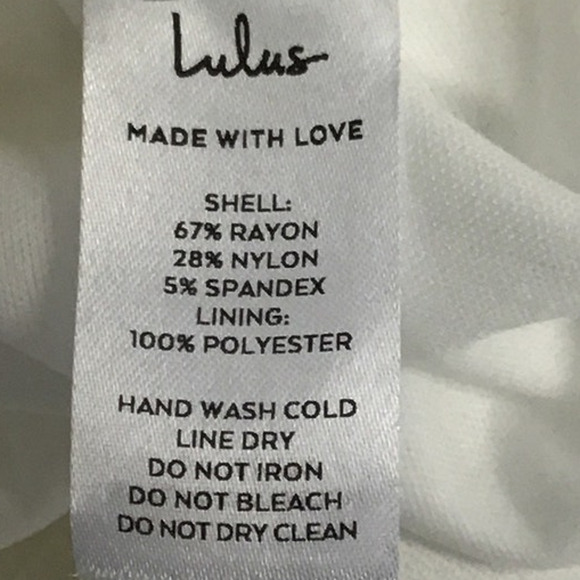 Lulus
MADE WITH LOVE
SHELL:
67% RAYON
28% NYLON
5% SPANDEX
LINING:
100% POLYESTER
HAND WASH COLD
LINE DRY
DO NOT IRON
DO NOT BLEACH
DO NOT DRY CLEAN